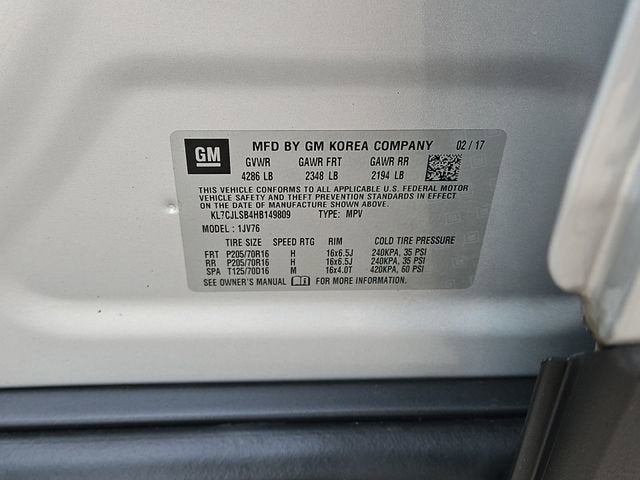 GM
MFD BY GM KOREA COMPANY 02 / 17
GVWR GAWR FRT GAWR RR
4286 LB 2348 LB 2194 LB
THIS VEHICLE CONFORMS TO ALL APPLICABLE U.S. FEDERAL MOTOR
VEHICLE SAFETY AND THEFT PREVENTION STANDARDS IN EFFECT
ON THE DATE OF MANUFACTURE SHOWN ABOVE.
KL7CJLSB4HB149809 TYPE: MPV
MODEL : 1JV76
TIRE SIZE SPEED RTG RIM COLD TIRE PRESSURE
FRT P205/70R16 H 16x6.5J 240KPA, 35 PSI
RR P205/70R16 H 16x6.5J 240KPA, 35 PSI
SPA T125/70D16 M 16x4.0T 420KPA, 60 PSI
SEE OWNER'S MANUAL FOR MORE INFORMATION.